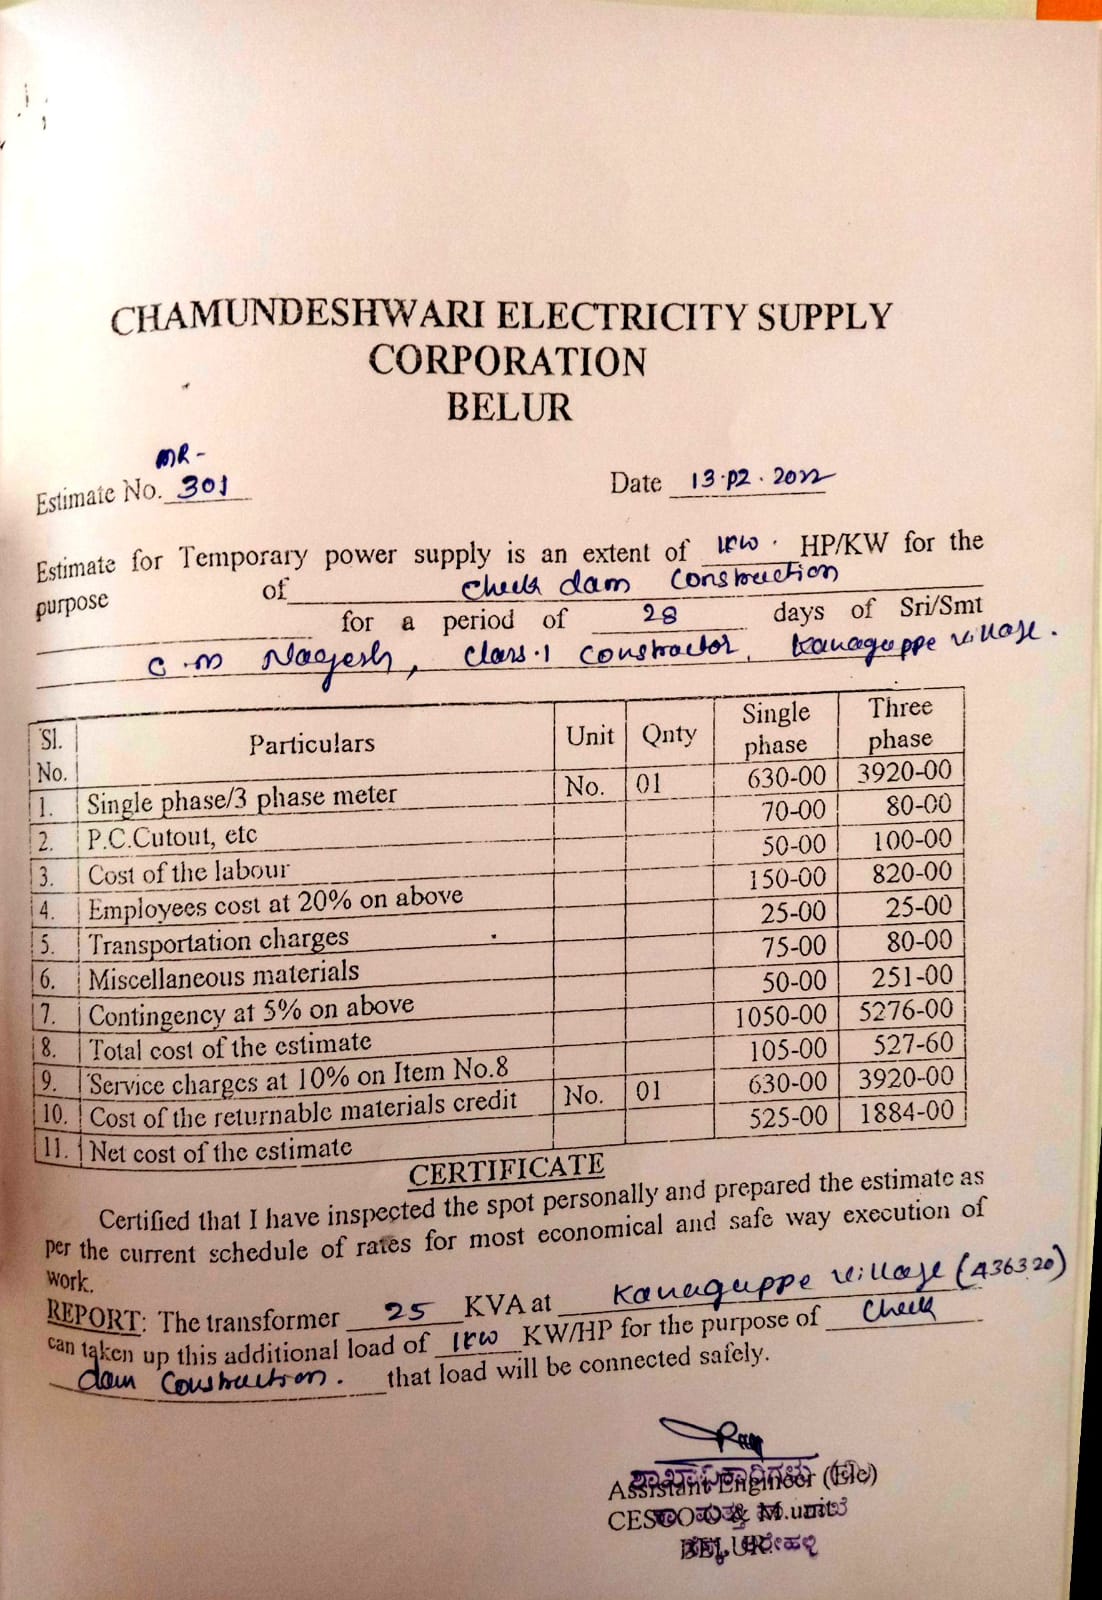 CHAMUNDESHWARI ELECTRICITY SUPPLY
CORPORATION
BELUR
MR-
Estimate No. 301 Date 13.02.2022
Estimate for Temporary power supply is an extent of 1KW. HP/KW for the
purpose of check dam construction
for a period of 28 days of Sri/Smt
C.M Nagesh, class.1 constractor, Kanaguppe village.
Sl. No. Particulars Unit Qnty Single phase Three phase
1. Single phase/3 phase meter No. 01 630-00 3920-00
2. P.C.Cutout, etc 70-00 80-00
3. Cost of the labour 50-00 100-00
4. Employees cost at 20% on above 150-00 820-00
5. Transportation charges 25-00 25-00
6. Miscellaneous materials 75-00 80-00
7. Contingency at 5% on above 50-00 251-00
8. Total cost of the estimate 1050-00 5276-00
9. Service charges at 10% on Item No.8 105-00 527-60
10. Cost of the returnable materials credit No. 01 630-00 3920-00
11. Net cost of the estimate 525-00 1884-00
CERTIFICATE
Certified that I have inspected the spot personally and prepared the estimate as
per the current schedule of rates for most economical and safe way execution of
work.
REPORT: The transformer 25 KVA at Kanaguppe village (436320)
can taken up this additional load of 1KW KW/HP for the purpose of check
dam construction. that load will be connected safely.
Assistant Engineer (Ele)
CESCO O & M.unit
BELUR